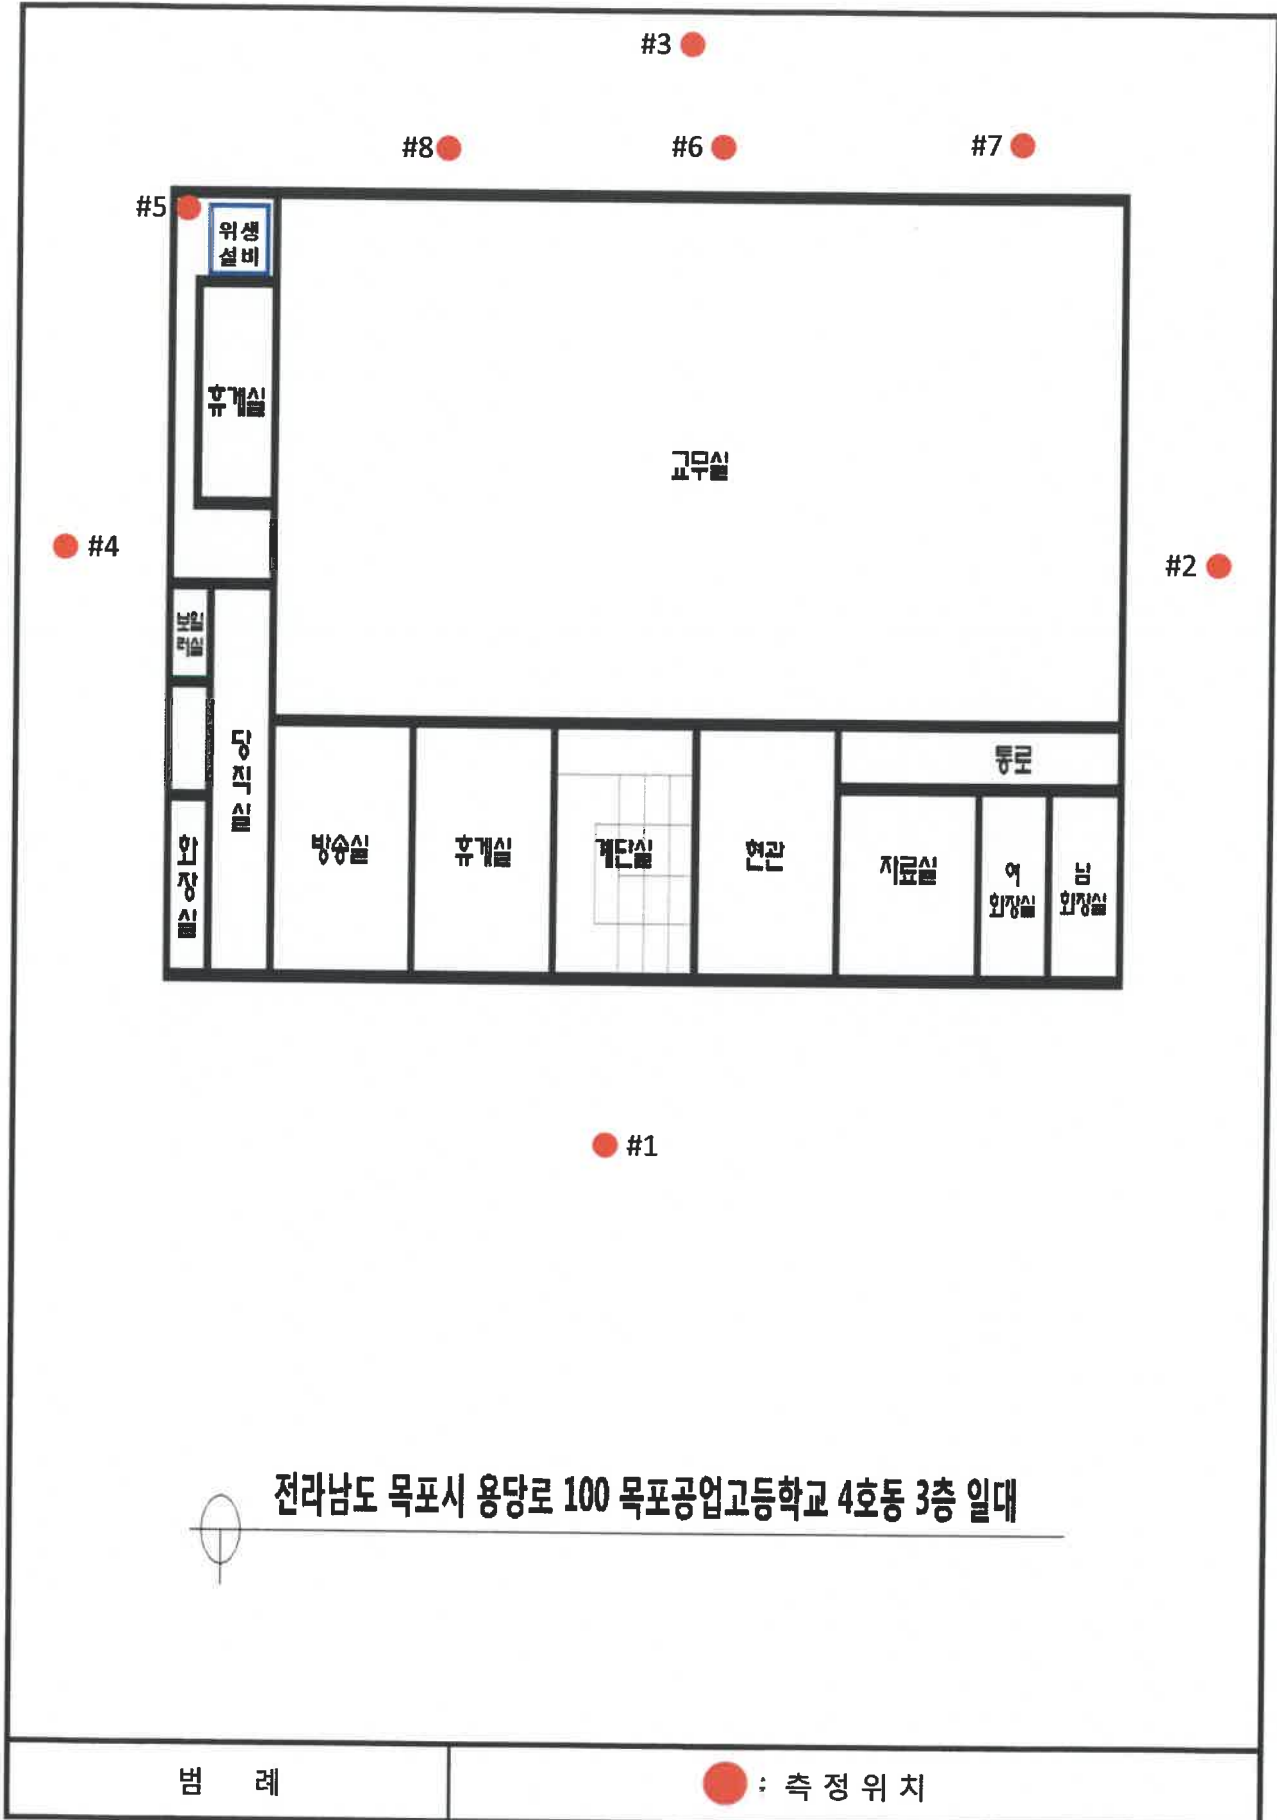 #3
#8
#6
#7
#5
위생
설비
휴게실
교무실
#4
#2
보일
러실
당직실
통로
화장실
방송실
휴게실
계단실
현관
자료실
여
화장실
남
화장실
#1
전라남도 목포시 용당로 100 목포공업고등학교 4호동 3층 일대
범 례
: 측정위치